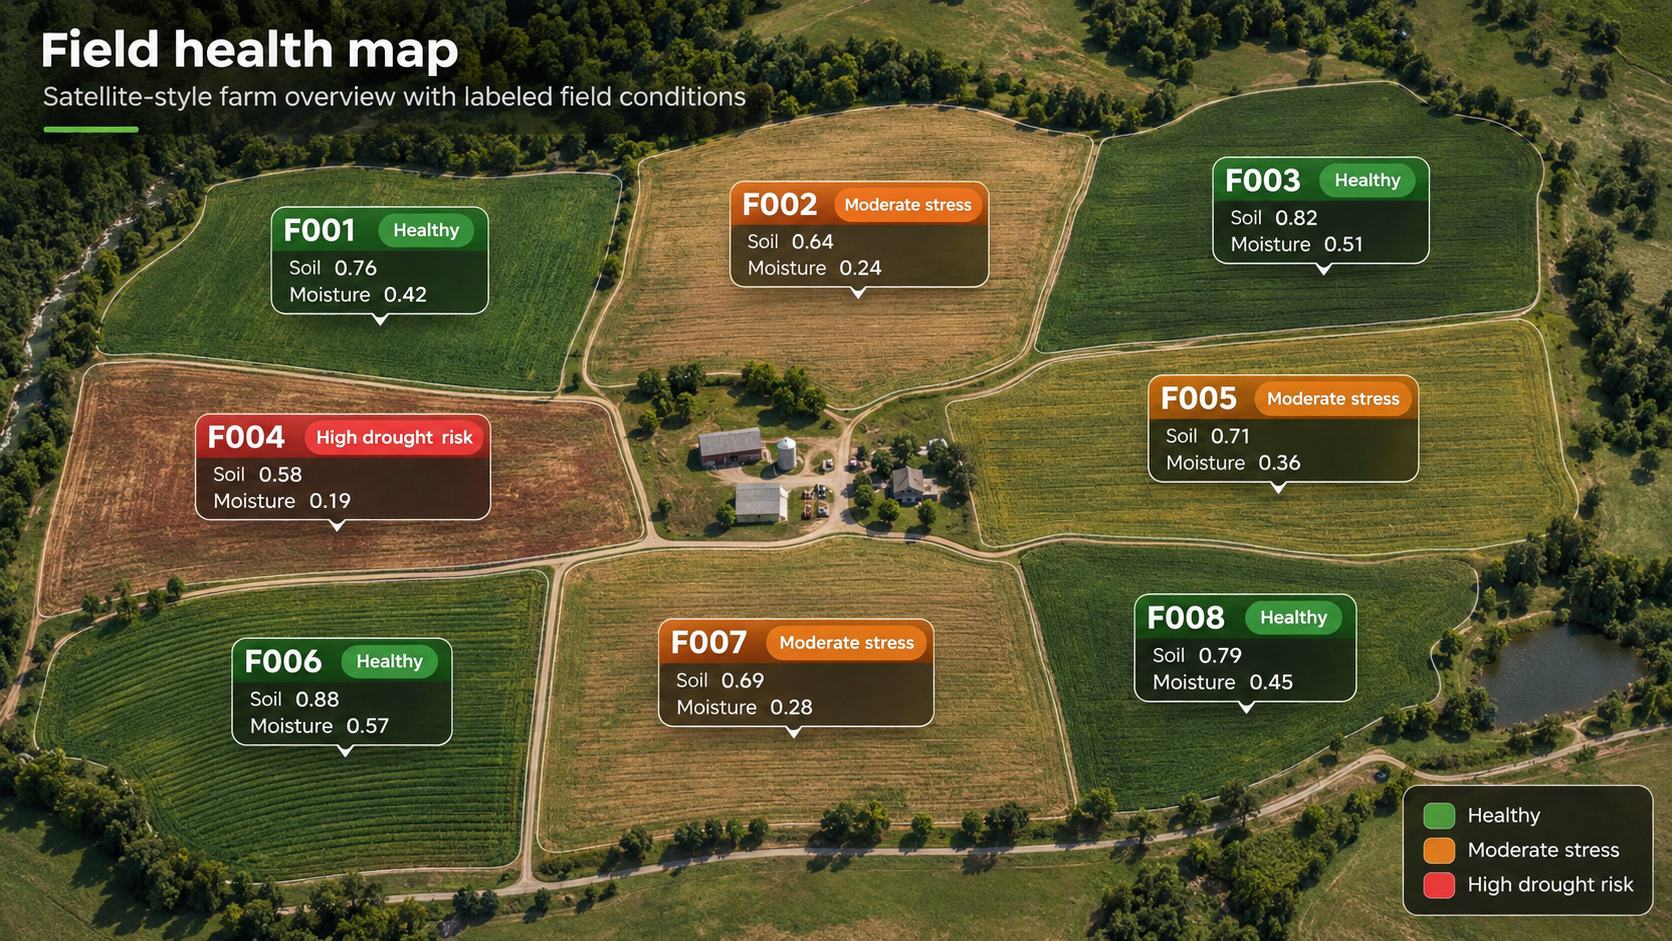 Field health map
Satellite-style farm overview with labeled field conditions
F001 Healthy
Soil 0.76
Moisture 0.42
F002 Moderate stress
Soil 0.64
Moisture 0.24
F003 Healthy
Soil 0.82
Moisture 0.51
F004 High drought risk
Soil 0.58
Moisture 0.19
F005 Moderate stress
Soil 0.71
Moisture 0.36
F006 Healthy
Soil 0.88
Moisture 0.57
F007 Moderate stress
Soil 0.69
Moisture 0.28
F008 Healthy
Soil 0.79
Moisture 0.45
Healthy
Moderate stress
High drought risk